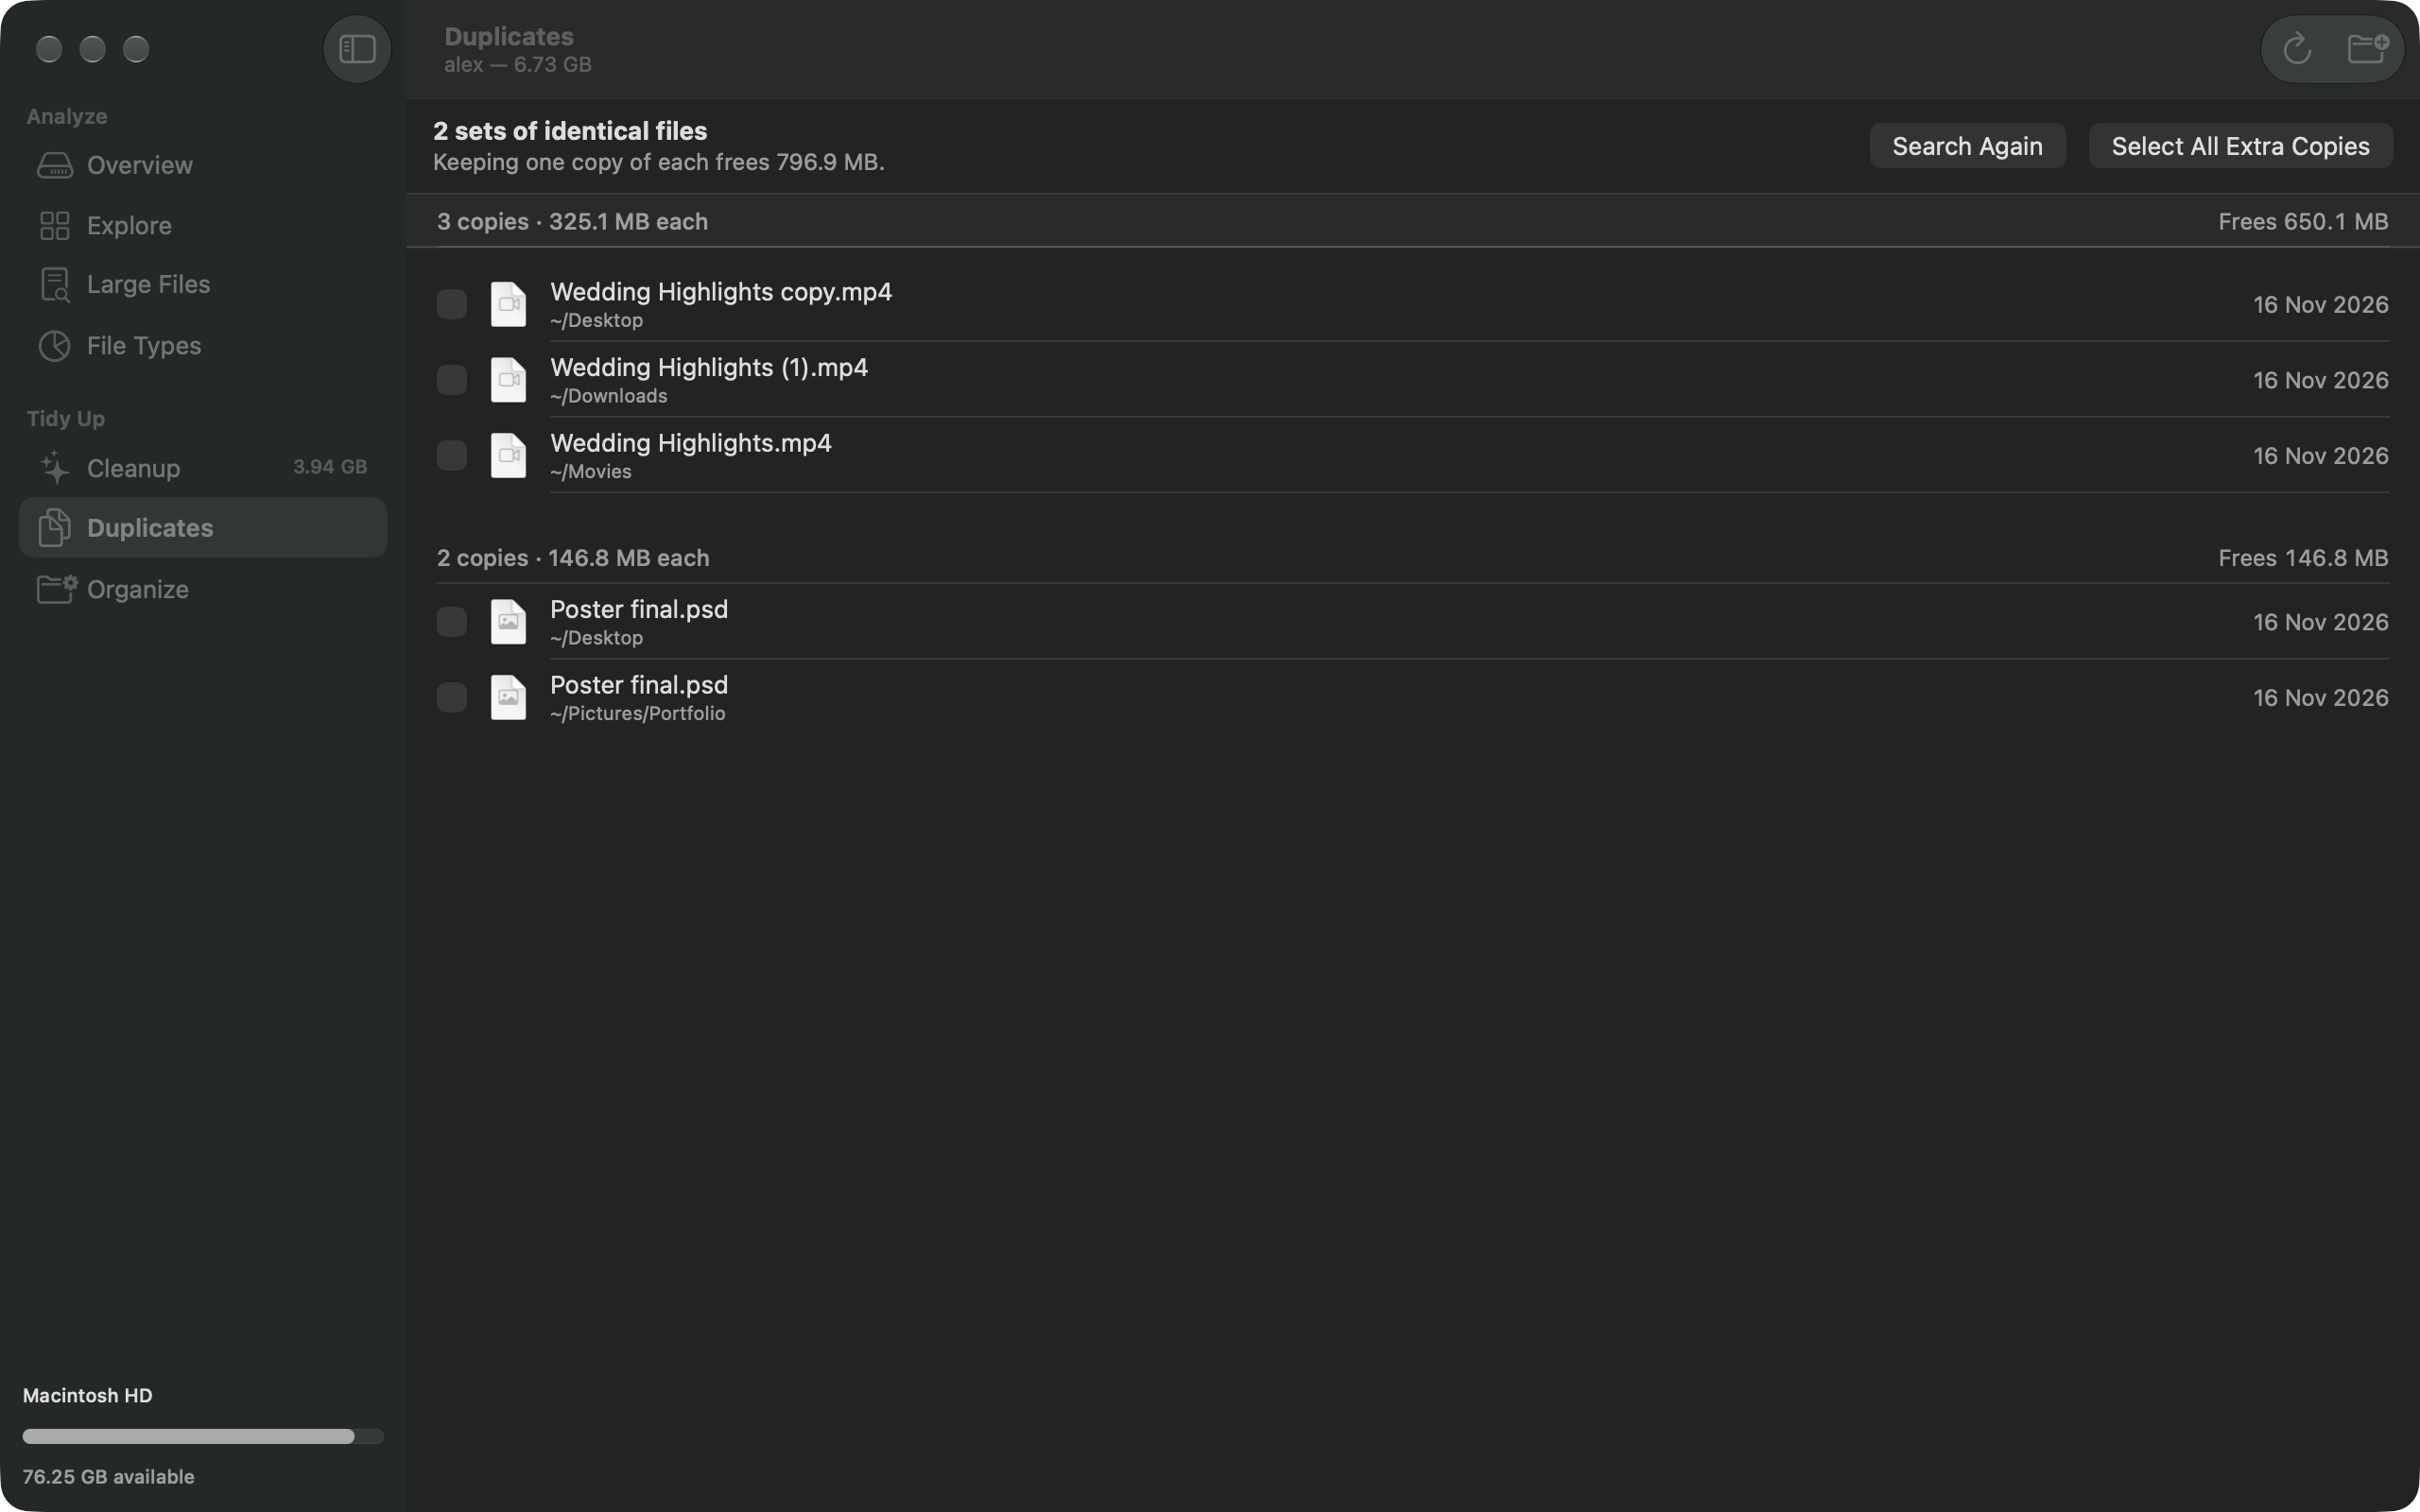 Duplicates
alex — 6.73 GB
Analyze
Overview
Explore
Large Files
File Types
Tidy Up
Cleanup 3.94 GB
Duplicates
Organize
Macintosh HD
76.25 GB available
2 sets of identical files
Keeping one copy of each frees 796.9 MB.
Search Again
Select All Extra Copies
3 copies · 325.1 MB each Frees 650.1 MB
Wedding Highlights copy.mp4
~/Desktop
16 Nov 2026
Wedding Highlights (1).mp4
~/Downloads
16 Nov 2026
Wedding Highlights.mp4
~/Movies
16 Nov 2026
2 copies · 146.8 MB each Frees 146.8 MB
Poster final.psd
~/Desktop
16 Nov 2026
Poster final.psd
~/Pictures/Portfolio
16 Nov 2026